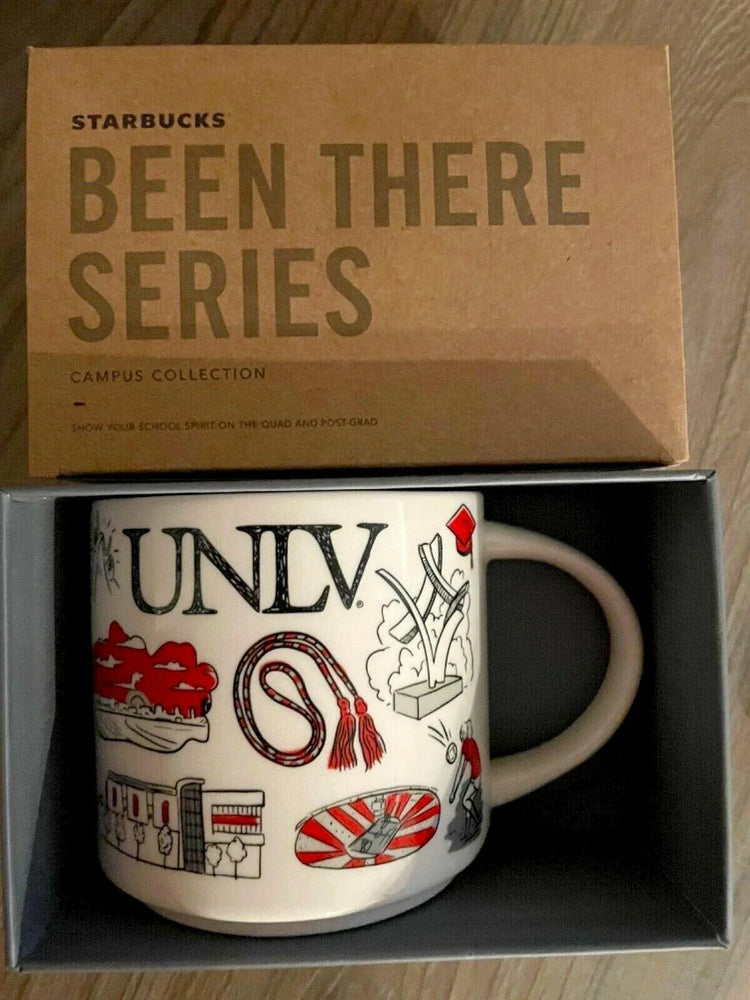 STARBUCKS
BEEN THERE
SERIES
CAMPUS COLLECTION
SHOW YOUR SCHOOL SPIRIT ON THE QUAD AND POST-GRAD
UNLV®